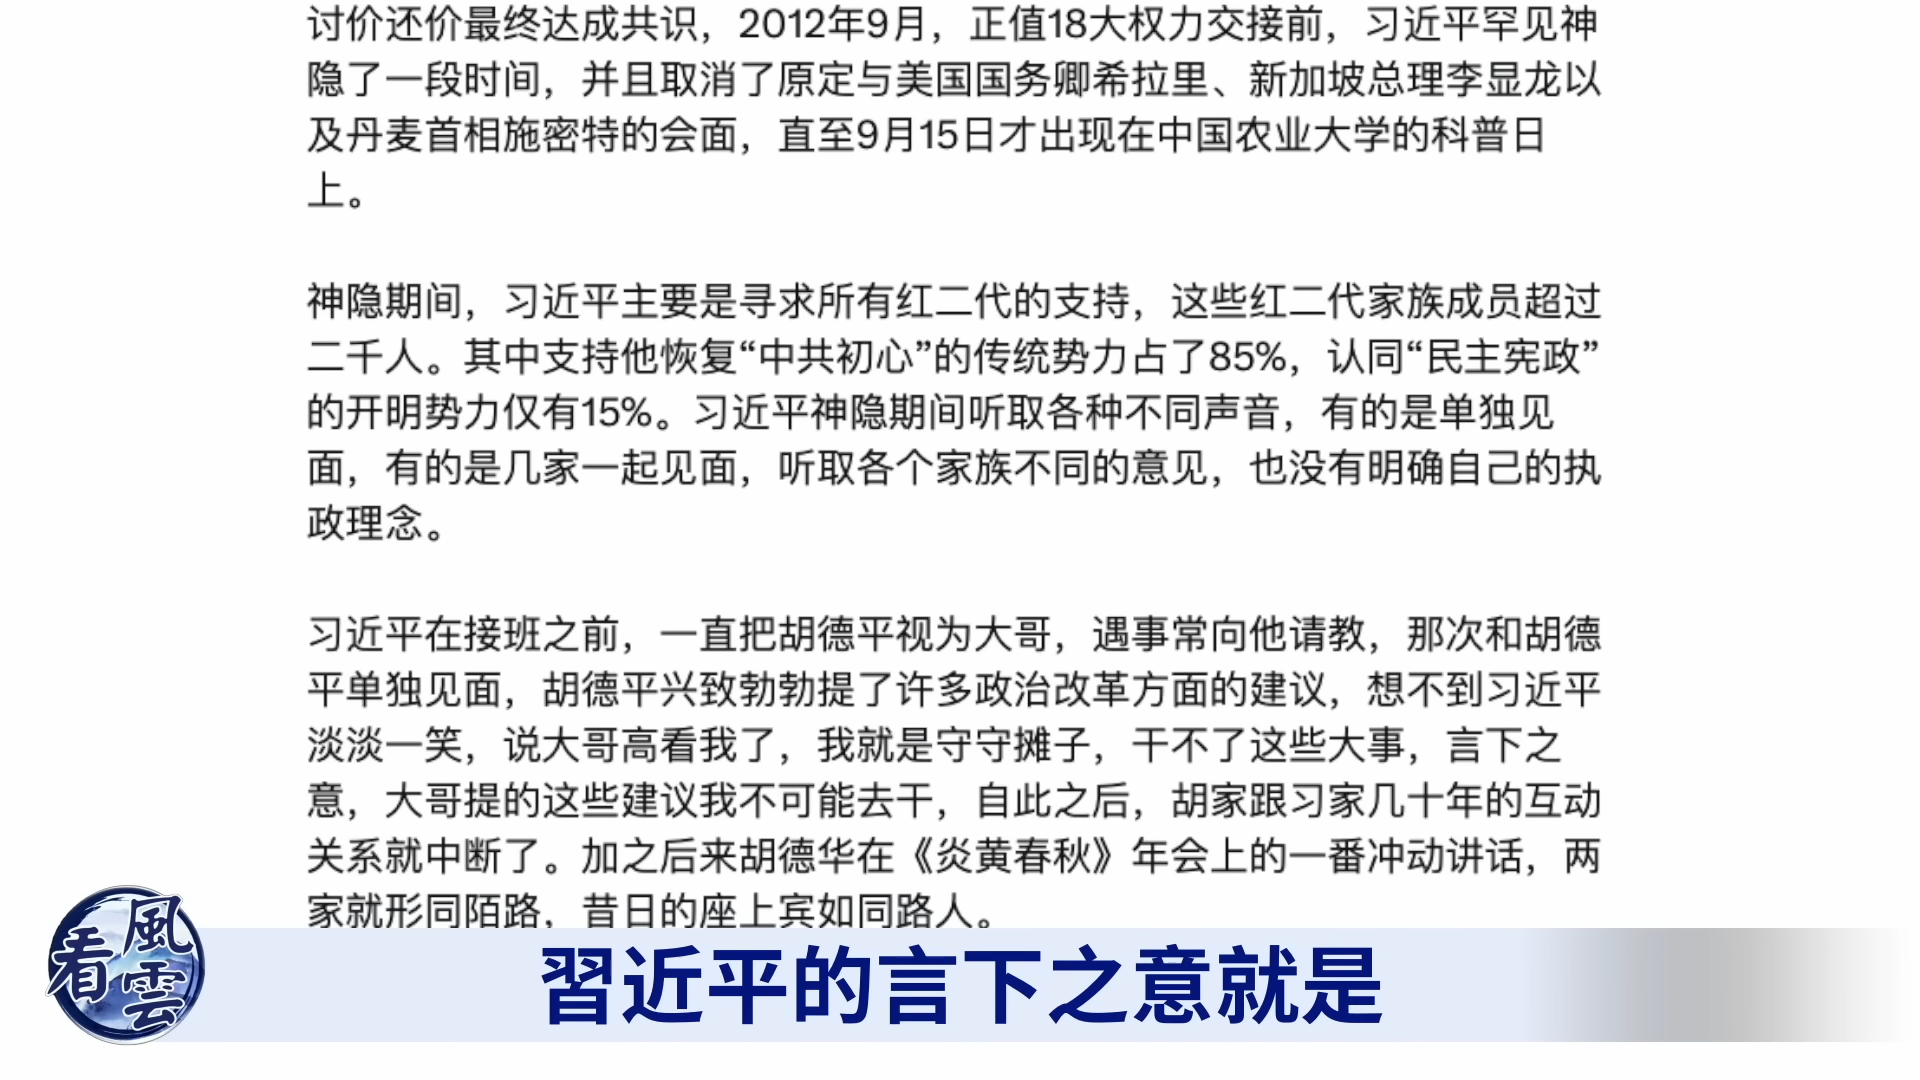 讨价还价最终达成共识，2012年9月，正值18大权力交接前，习近平罕见神
隐了一段时间，并且取消了原定与美国国务卿希拉里、新加坡总理李显龙以
及丹麦首相施密特的会面，直至9月15日才出现在中国农业大学的科普日
上。
神隐期间，习近平主要是寻求所有红二代的支持，这些红二代家族成员超过
二千人。其中支持他恢复“中共初心”的传统势力占了85%，认同“民主宪政”
的开明势力仅有15%。习近平神隐期间听取各种不同声音，有的是单独见
面，有的是几家一起见面，听取各个家族不同的意见，也没有明确自己的执
政理念。
习近平在接班之前，一直把胡德平视为大哥，遇事常向他请教，那次和胡德
平单独见面，胡德平兴致勃勃提了许多政治改革方面的建议，想不到习近平
淡淡一笑，说大哥高看我了，我就是守守摊子，干不了这些大事，言下之
意，大哥提的这些建议我不可能去干，自此之后，胡家跟习家几十年的互动
关系就中断了。加之后来胡德华在《炎黄春秋》年会上的一番冲动讲话，两
家就形同陌路，昔日的座上宾如同路人。
看風雲
習近平的言下之意就是